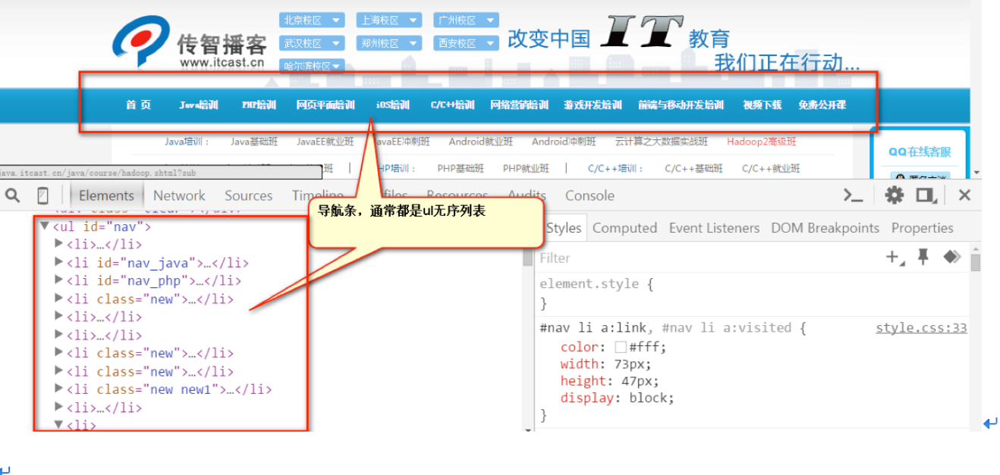 北京校区 上海校区 广州校区
武汉校区 郑州校区 西安校区
哈尔滨校区
传智播客
www.itcast.cn
改变中国 IT 教育
我们正在行动...
首 页 Java培训 PHP培训 网页平面培训 iOS培训 C/C++培训 网络营销培训 游戏开发培训 前端与移动开发培训 视频下载 免费公开课
Java培训： Java基础班 JavaEE就业班 JavaEE冲刺班 Android就业班 Android冲刺班 云计算之大数据实战班 Hadoop2高级班
PHP培训： PHP基础班 PHP就业班 | C/C++培训： C/C++基础班 C/C++就业班
QQ在线客服
java.itcast.cn/java/course/hadoop.shtml?sub
Elements Network Sources Timeline Profiles Resources Audits Console
导航条，通常都是ul无序列表
<ul id="nav">
<li>…</li>
<li id="nav_java">…</li>
<li id="nav_php">…</li>
<li class="new">…</li>
<li>…</li>
<li>…</li>
<li class="new">…</li>
<li class="new">…</li>
<li class="new new1">…</li>
<li>…</li>
<li>
Styles Computed Event Listeners DOM Breakpoints Properties
Filter
element.style {
}
#nav li a:link, #nav li a:visited { style.css:33
color: #fff;
width: 73px;
height: 47px;
display: block;
}